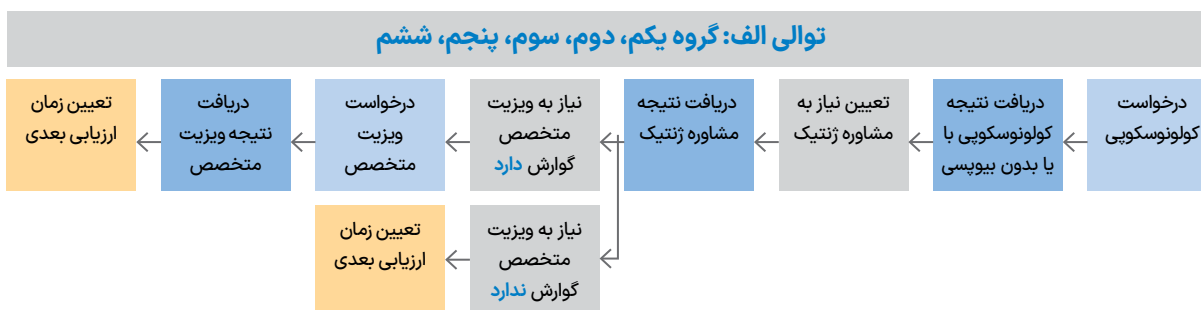 توالی الف: گروه یکم، دوم، سوم، پنجم، ششم
درخواست
کولونوسکوپی
دریافت نتیجه
کولونوسکوپی با
یا بدون بیوپسی
تعیین نیاز به
مشاوره ژنتیک
دریافت نتیجه
مشاوره ژنتیک
نیاز به ویزیت
متخصص
گوارش دارد
درخواست
ویزیت
متخصص
دریافت
نتیجه ویزیت
متخصص
تعیین زمان
ارزیابی بعدی
نیاز به ویزیت
متخصص
گوارش ندارد
تعیین زمان
ارزیابی بعدی